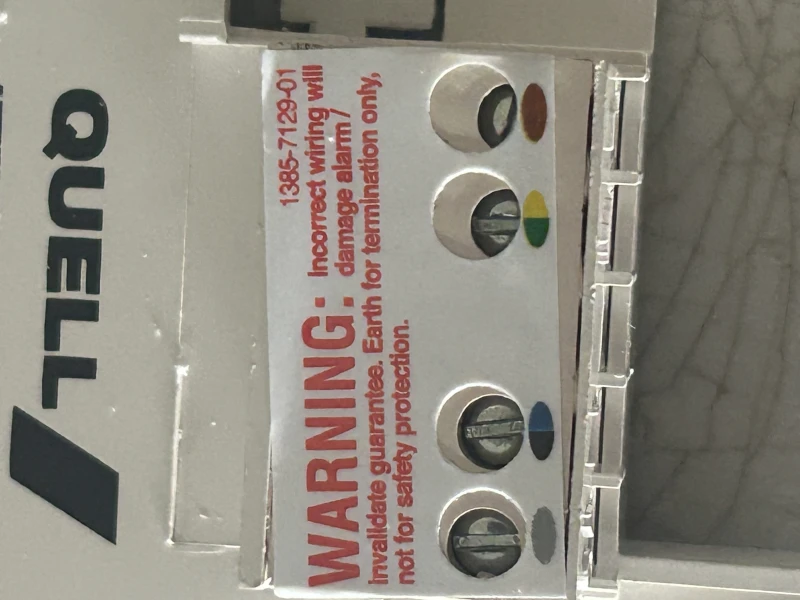 QUELL
1385-7129-01
WARNING: Incorrect wiring will
damage alarm /
invalidate guarantee. Earth for termination only,
not for safety protection.